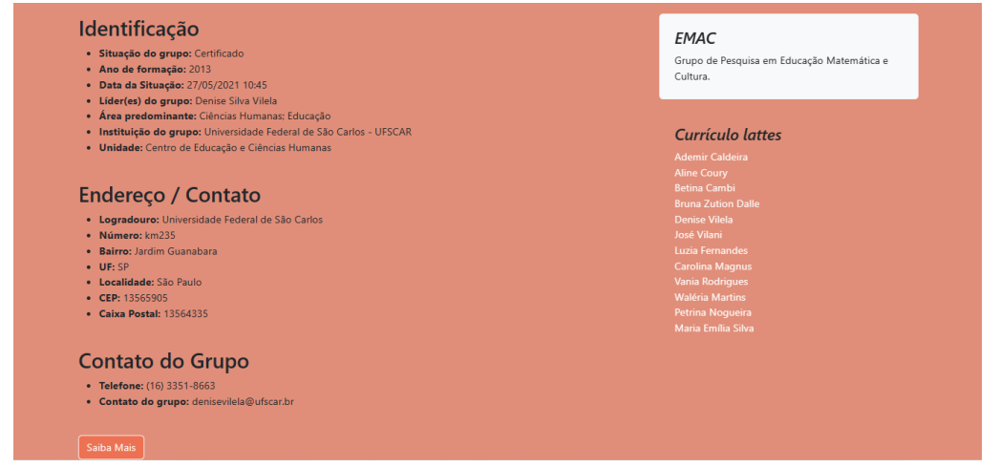 Identificação
Situação do grupo: Certificado
Ano de formação: 2013
Data da Situação: 27/05/2021 10:45
Líder(es) do grupo: Denise Silva Vilela
Área predominante: Ciências Humanas; Educação
Instituição do grupo: Universidade Federal de São Carlos - UFSCAR
Unidade: Centro de Educação e Ciências Humanas
Endereço / Contato
Logradouro: Universidade Federal de São Carlos
Número: km235
Bairro: Jardim Guanabara
UF: SP
Localidade: São Paulo
CEP: 13565905
Caixa Postal: 13564335
Contato do Grupo
Telefone: (16) 3351-8663
Contato do grupo: denisevilela@ufscar.br
Saiba Mais
EMAC
Grupo de Pesquisa em Educação Matemática e
Cultura.
Currículo lattes
Ademir Caldeira
Aline Coury
Betina Cambi
Bruna Zution Dalle
Denise Vilela
José Vilani
Luzia Fernandes
Carolina Magnus
Vania Rodrigues
Waléria Martins
Petrina Nogueira
Maria Emília Silva